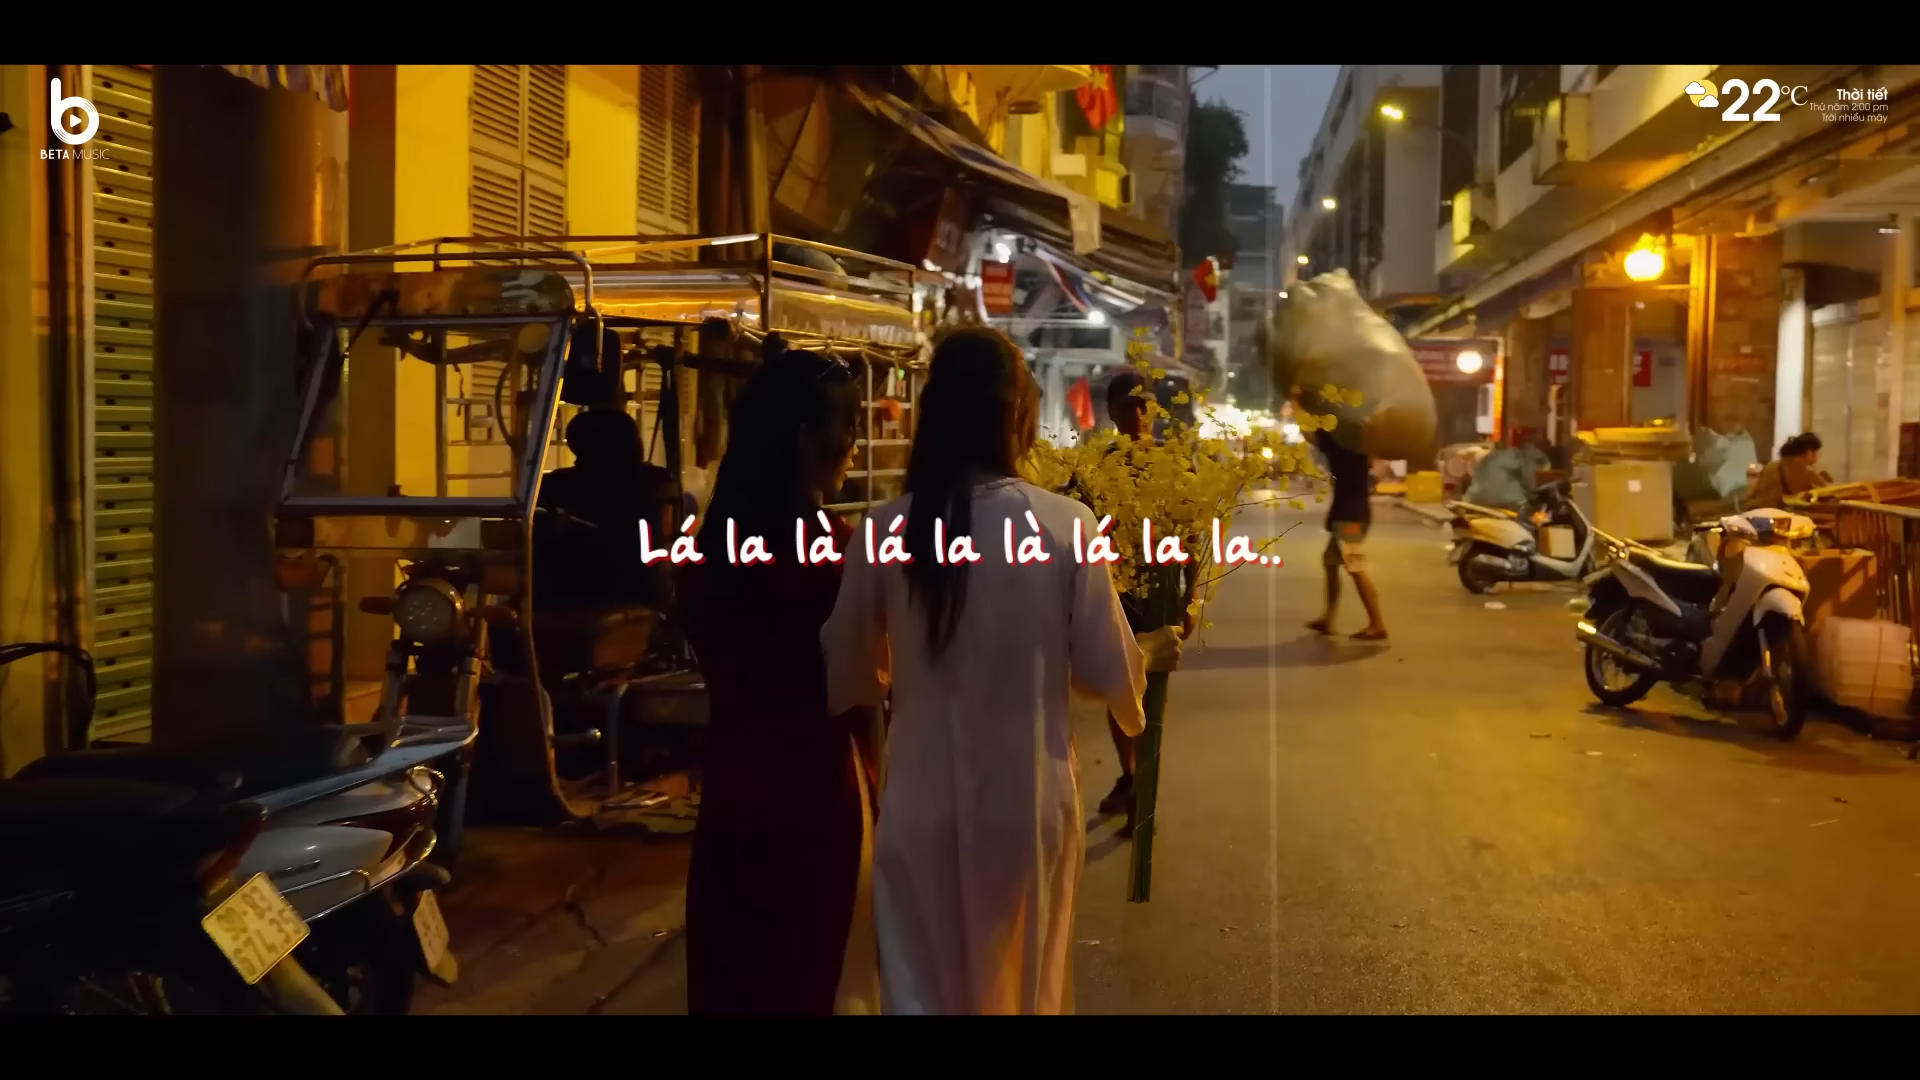 BETA MUSIC
22°C
Thời tiết
Thứ năm 2:00 pm
Trời nhiều mây
Lá la là lá la là lá la la..